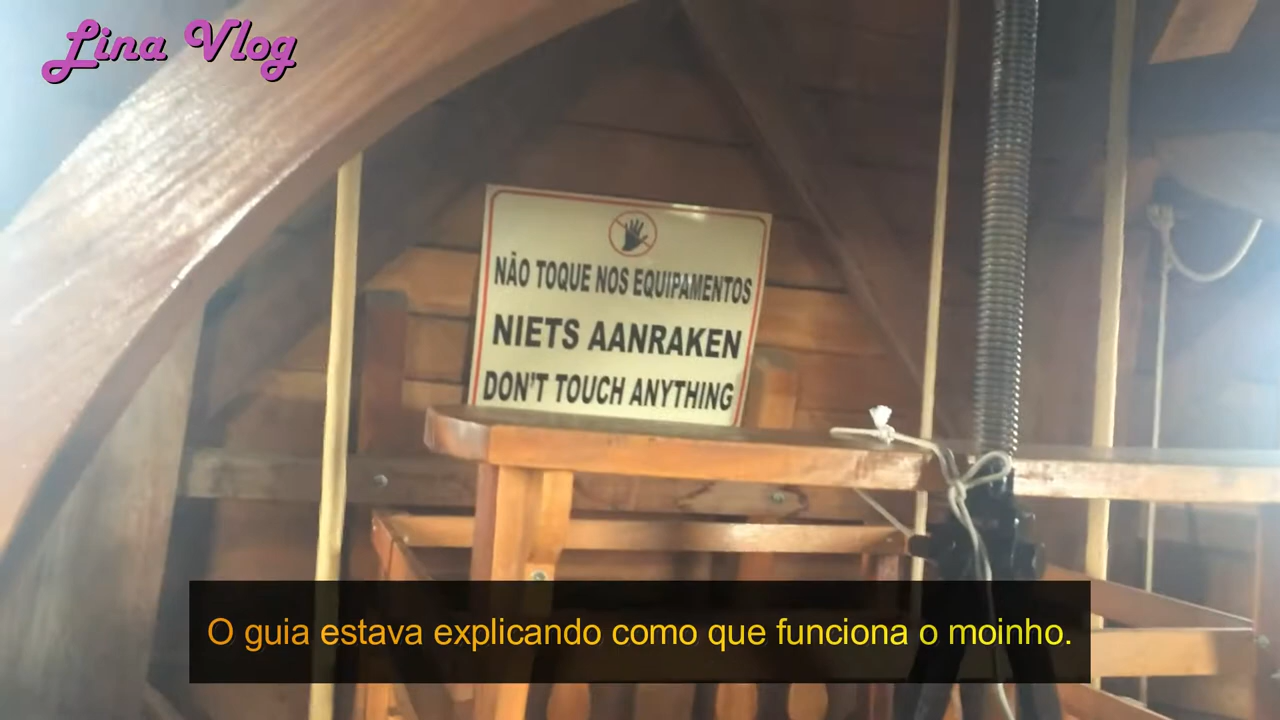 Lina Vlog
NÃO TOQUE NOS EQUIPAMENTOS
NIETS AANRAKEN
DON'T TOUCH ANYTHING
O guia estava explicando como que funciona o moinho.